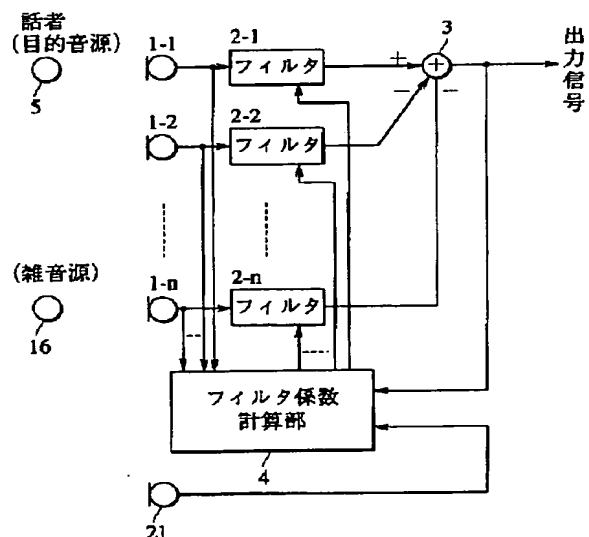 話者
(目的音源)
5
1-1
2-1
フィルタ
+
3
+
出力信号
1-2
2-2
フィルタ
−
−
(雑音源)
16
1-n
2-n
フィルタ
フィルタ係数
計算部
4
21